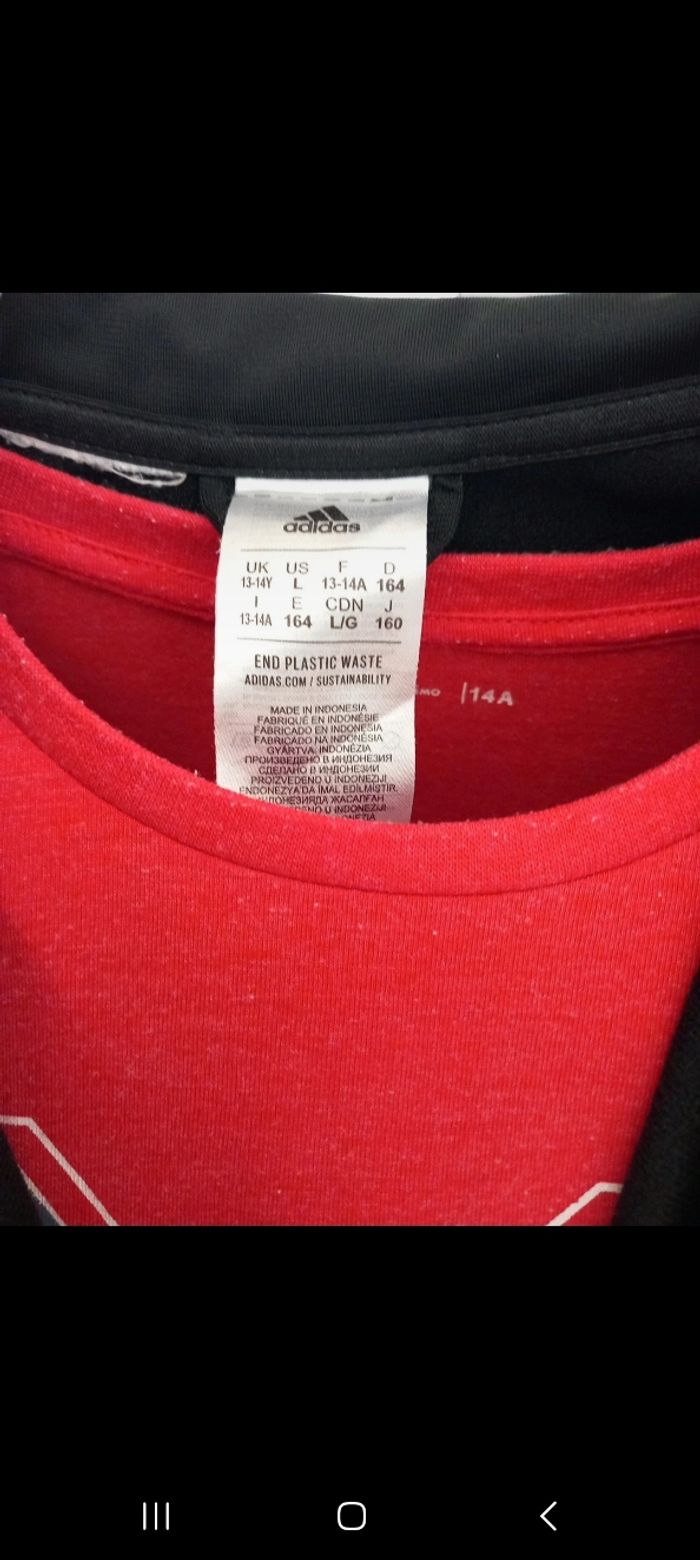 adidas
UK US F D
13-14Y L 13-14A 164
I E CDN J
13-14A 164 L/G 160
END PLASTIC WASTE
ADIDAS.COM / SUSTAINABILITY
14A
MADE IN INDONESIA
FABRIQUÉ EN INDONÉSIE
FABRICADO EN INDONESIA
FABRICADO NA INDONÉSIA
GYÁRTVA: INDONÉZIA
ПРОИЗВЕДЕНО В ИНДОНЕЗИЯ
СДЕЛАНО В ИНДОНЕЗИИ
PROIZVEDENO U INDONEZIJI
ENDONEZYA'DA İMAL EDİLMİŞTİR.
ЖАСАЛҒАН
U INDONEZIJI